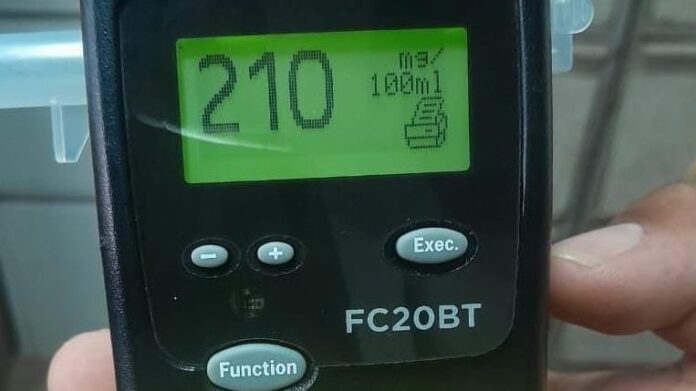 210 mg/
100ml
- + Exec.
FC20BT
Function